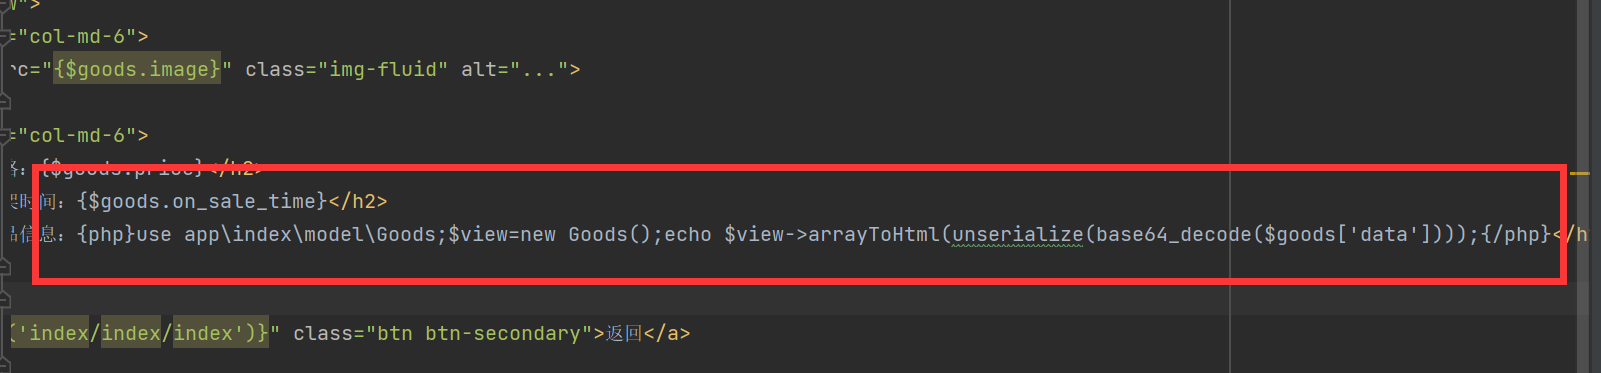 ">
="col-md-6">
rc="{$goods.image}" class="img-fluid" alt="...">
="col-md-6">
:{$goods.price}</h2>
架时间：{$goods.on_sale_time}</h2>
品信息：{php}use app\index\model\Goods;$view=new Goods();echo $view->arrayToHtml(unserialize(base64_decode($goods['data'])));{/php}</h
('index/index/index')}" class="btn btn-secondary">返回</a>